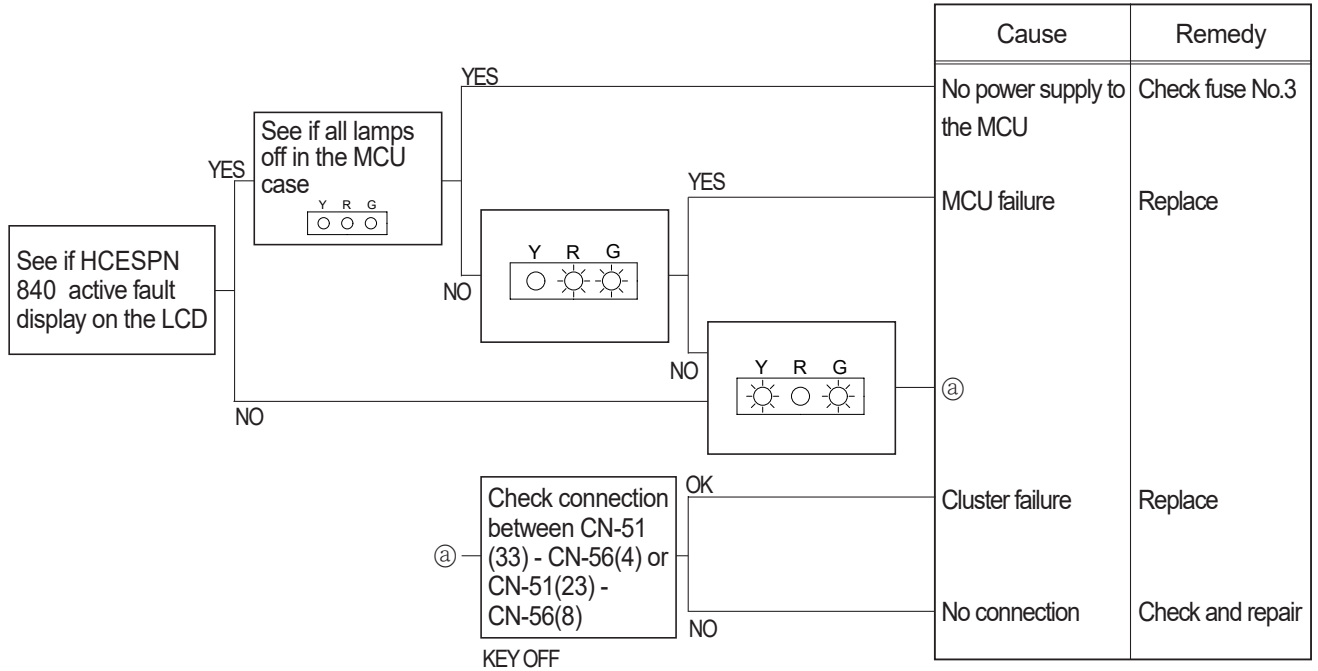 Cause Remedy
YES
No power supply to Check fuse No.3
the MCU
See if all lamps
off in the MCU
case
Y R G
YES
YES
MCU failure Replace
See if HCESPN
840 active fault
display on the LCD
Y R G
NO
NO
Y R G
ⓐ
NO
Check connection
between CN-51
(33) - CN-56(4) or
CN-51(23) -
CN-56(8)
OK
Cluster failure Replace
ⓐ
No connection Check and repair
NO
KEY OFF